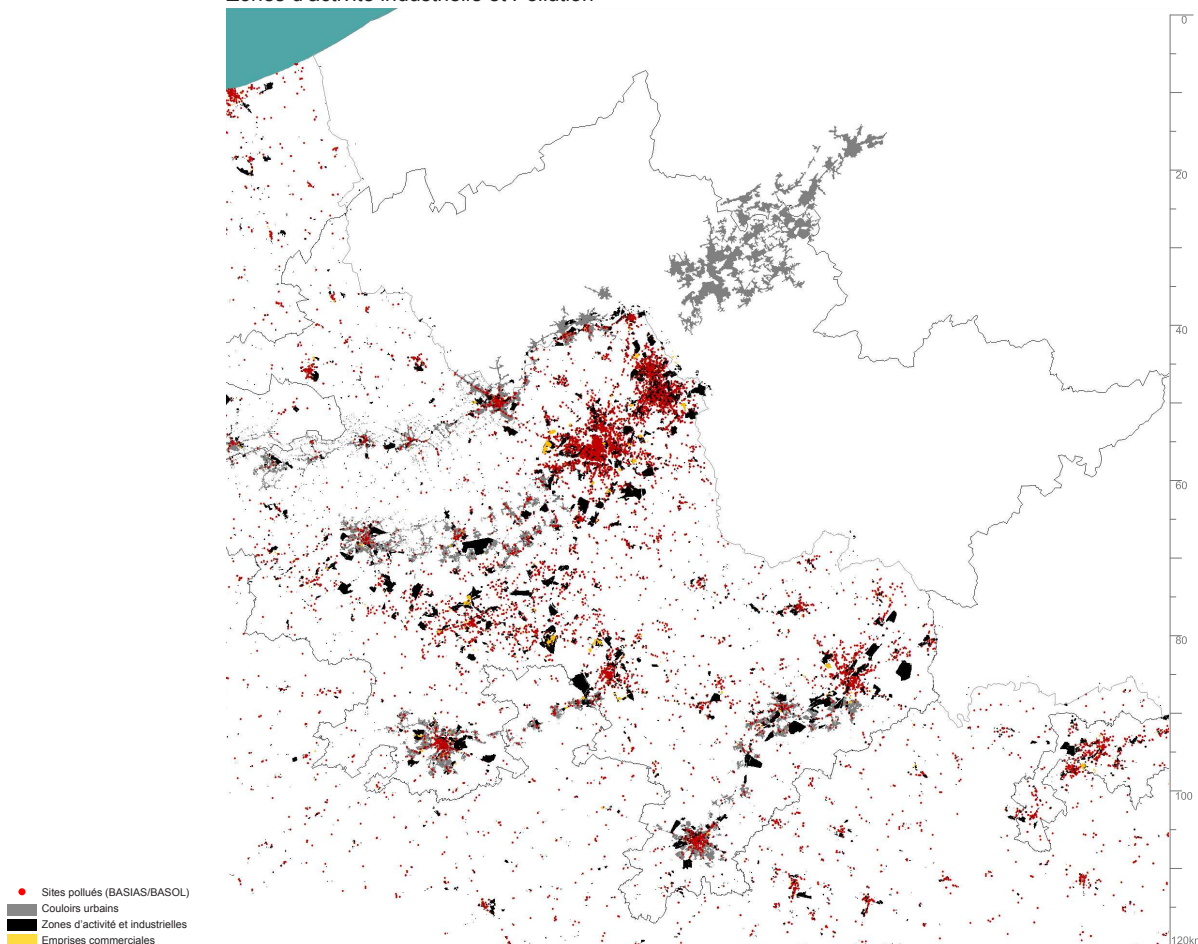 Zones d'activité industrielle et Pollution
0
20
40
60
80
100
120km
Sites pollués (BASIAS/BASOL)
Couloirs urbains
Zones d'activité et industrielles
Emprises commerciales